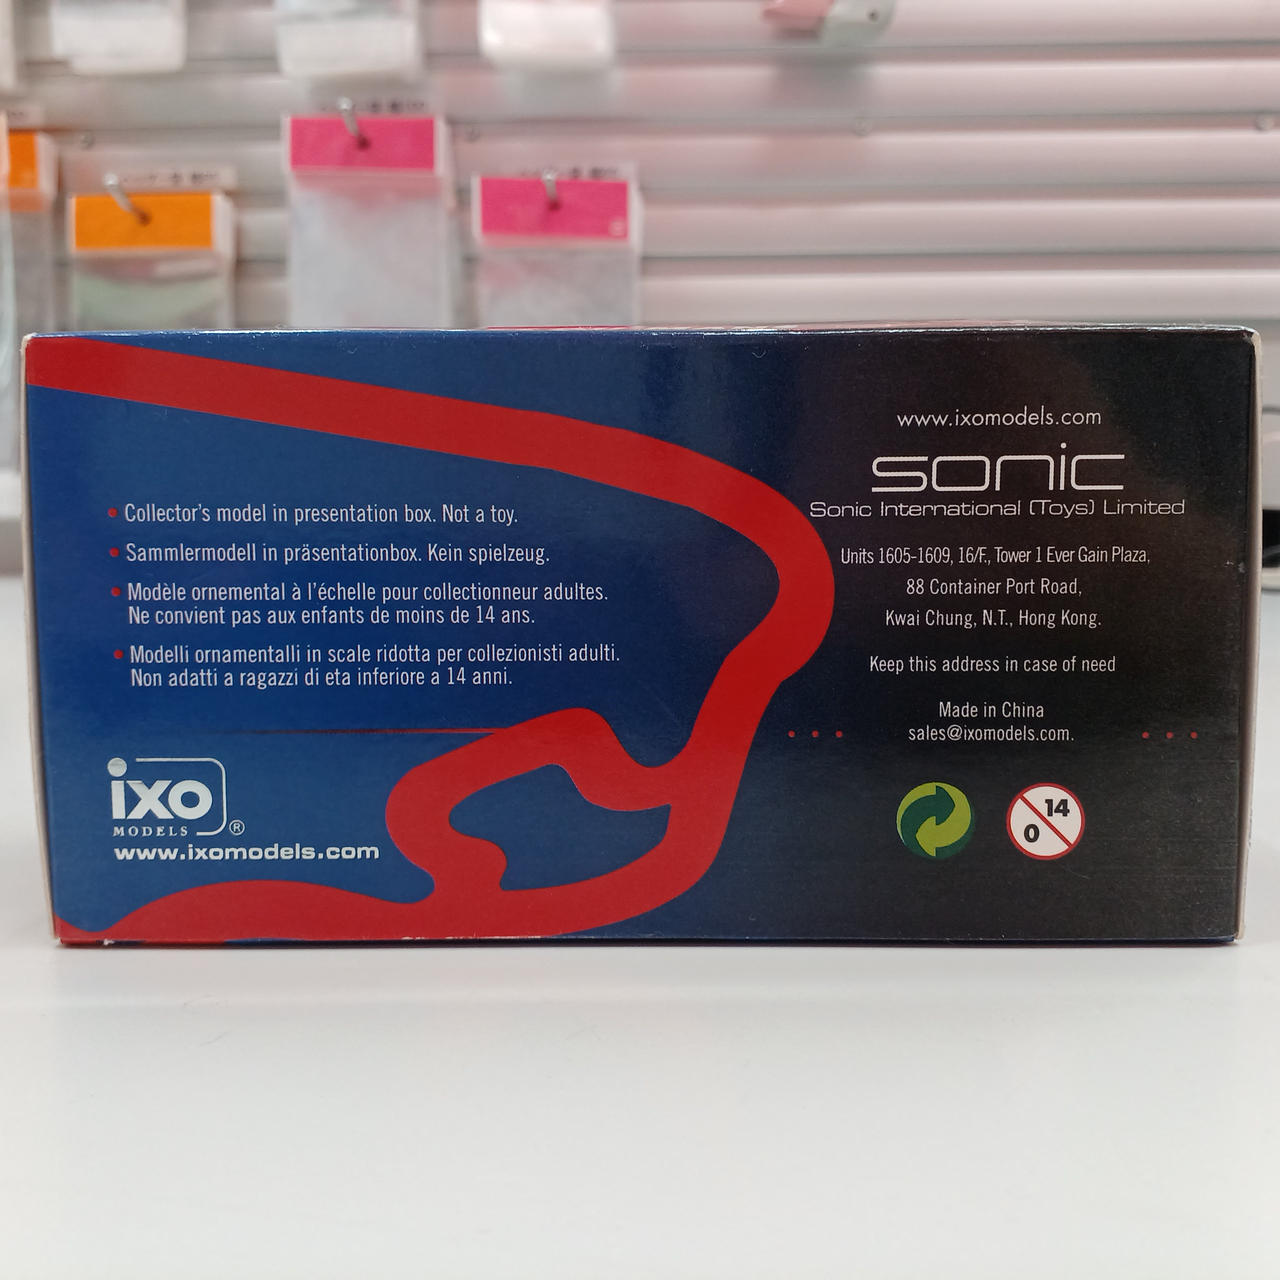 • Collector's model in presentation box. Not a toy.
• Sammlermodell in präsentationbox. Kein spielzeug.
• Modèle ornemental à l'échelle pour collectionneur adultes.
Ne convient pas aux enfants de moins de 14 ans.
• Modelli ornamentalli in scale ridotta per collezionisti adulti.
Non adatti a ragazzi di eta inferiore a 14 anni.
ixo
MODELS ®
www.ixomodels.com
www.ixomodels.com
sonic
Sonic International (Toys) Limited
Units 1605-1609, 16/F., Tower 1 Ever Gain Plaza,
88 Container Port Road,
Kwai Chung, N.T., Hong Kong.
Keep this address in case of need
Made in China
sales@ixomodels.com.
14
0